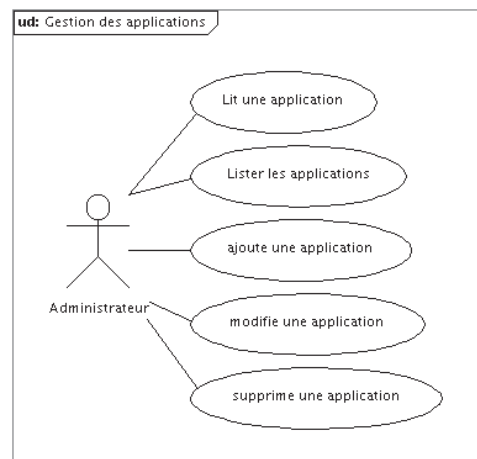 ud: Gestion des applications
Lit une application
Lister les applications
ajoute une application
Administrateur
modifie une application
supprime une application